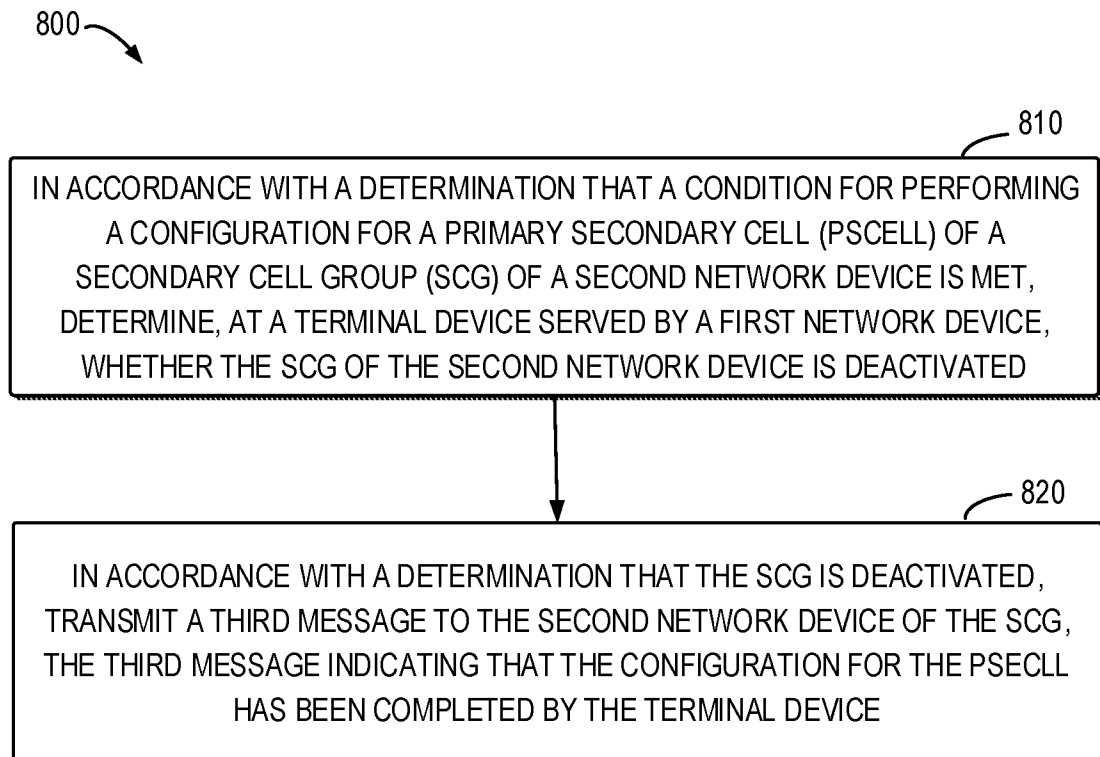 800
810
IN ACCORDANCE WITH A DETERMINATION THAT A CONDITION FOR PERFORMING
A CONFIGURATION FOR A PRIMARY SECONDARY CELL (PSCELL) OF A
SECONDARY CELL GROUP (SCG) OF A SECOND NETWORK DEVICE IS MET,
DETERMINE, AT A TERMINAL DEVICE SERVED BY A FIRST NETWORK DEVICE,
WHETHER THE SCG OF THE SECOND NETWORK DEVICE IS DEACTIVATED
820
IN ACCORDANCE WITH A DETERMINATION THAT THE SCG IS DEACTIVATED,
TRANSMIT A THIRD MESSAGE TO THE SECOND NETWORK DEVICE OF THE SCG,
THE THIRD MESSAGE INDICATING THAT THE CONFIGURATION FOR THE PSECLL
HAS BEEN COMPLETED BY THE TERMINAL DEVICE